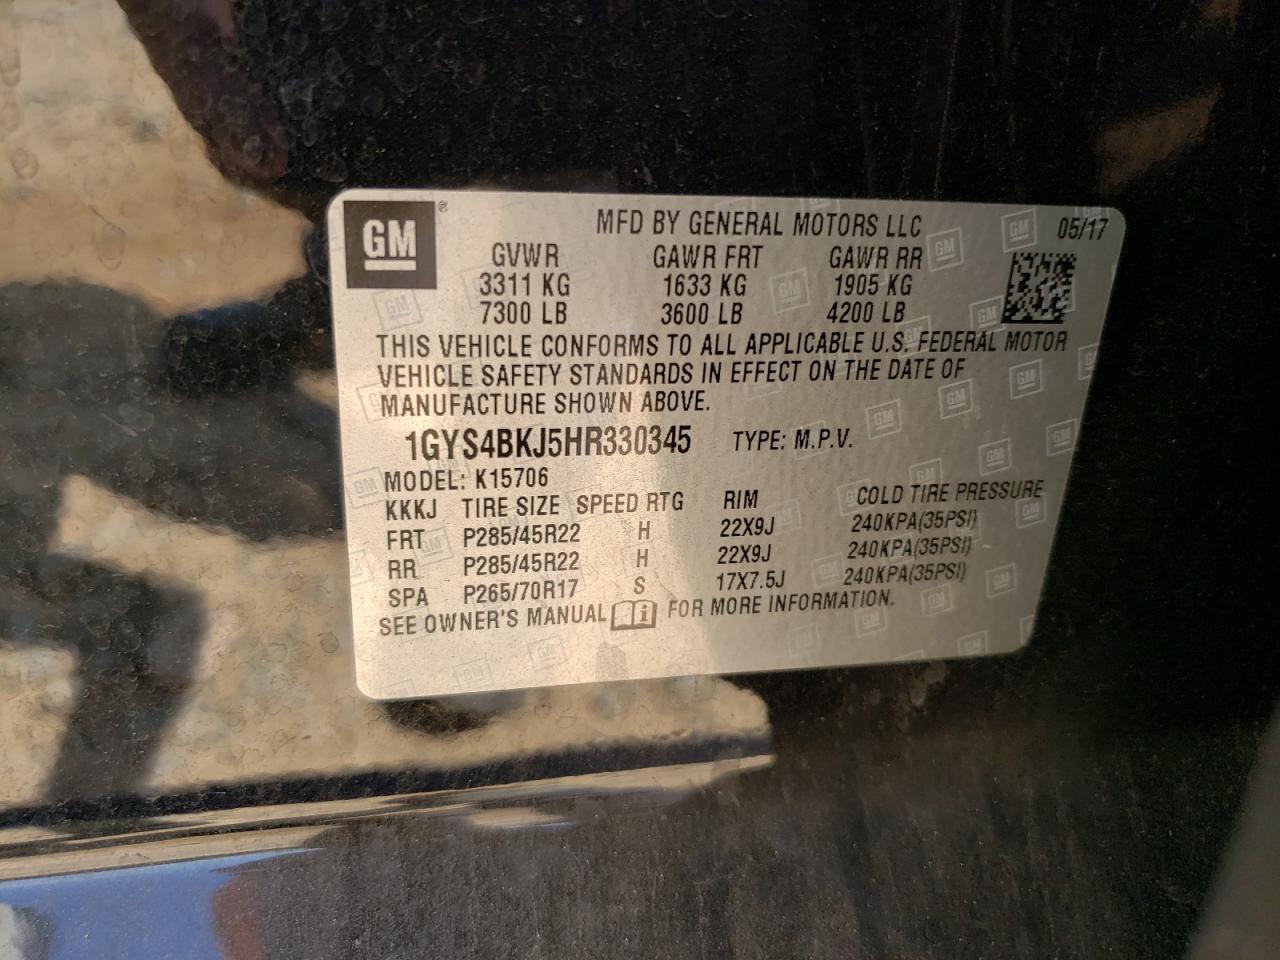 GM ® MFD BY GENERAL MOTORS LLC 05/17
GVWR GAWR FRT GAWR RR
3311 KG 1633 KG 1905 KG
7300 LB 3600 LB 4200 LB
THIS VEHICLE CONFORMS TO ALL APPLICABLE U.S. FEDERAL MOTOR
VEHICLE SAFETY STANDARDS IN EFFECT ON THE DATE OF
MANUFACTURE SHOWN ABOVE.
1GYS4BKJ5HR330345 TYPE: M.P.V.
MODEL: K15706
KKKJ TIRE SIZE SPEED RTG RIM COLD TIRE PRESSURE
FRT P285/45R22 H 22X9J 240KPA(35PSI)
RR P285/45R22 H 22X9J 240KPA(35PSI)
SPA P265/70R17 S 17X7.5J 240KPA(35PSI)
SEE OWNER'S MANUAL i FOR MORE INFORMATION.